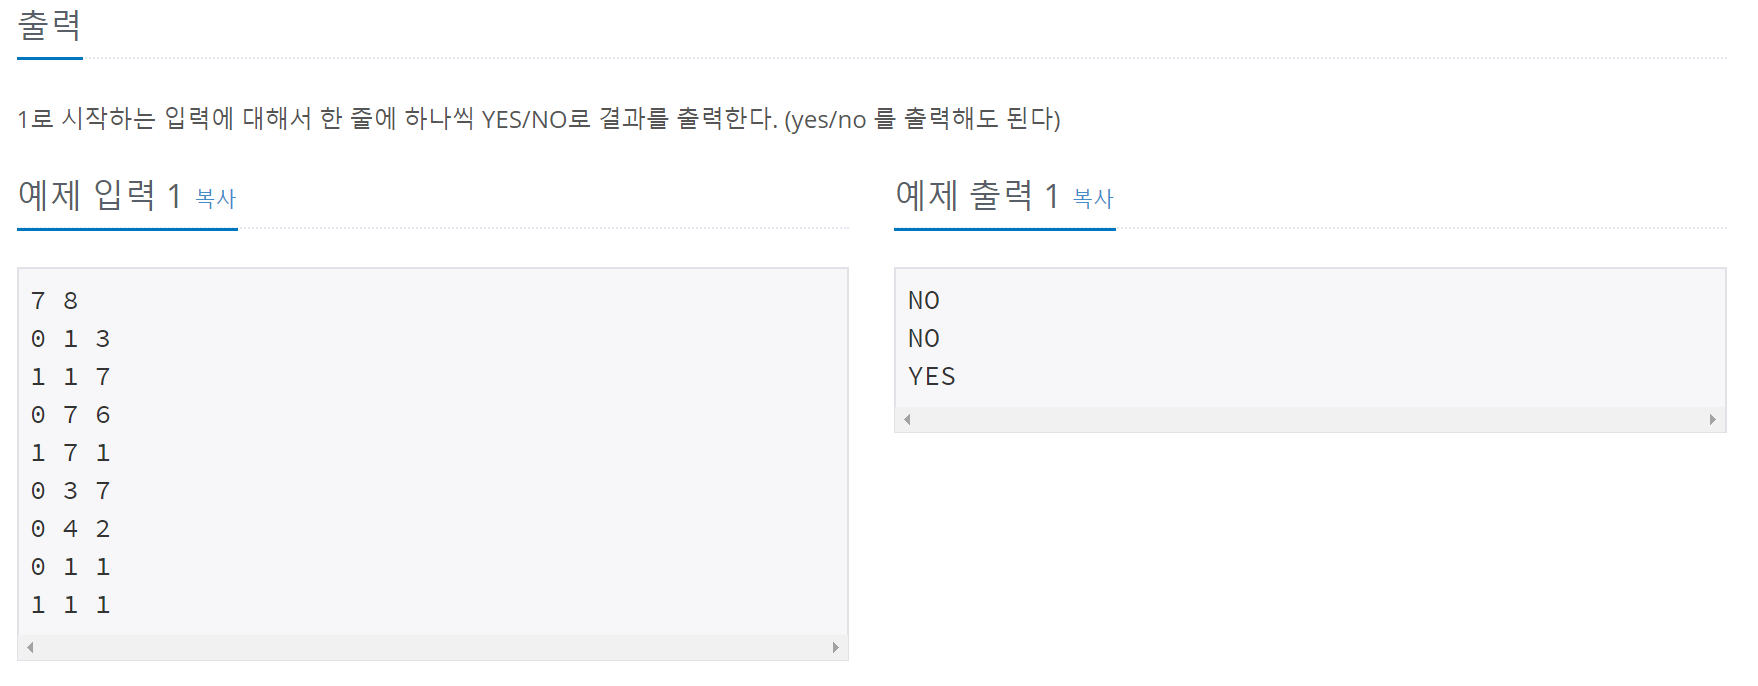 출력
1로 시작하는 입력에 대해서 한 줄에 하나씩 YES/NO로 결과를 출력한다. (yes/no 를 출력해도 된다)
예제 입력 1 복사
7 8
0 1 3
1 1 7
0 7 6
1 7 1
0 3 7
0 4 2
0 1 1
1 1 1
예제 출력 1 복사
NO
NO
YES